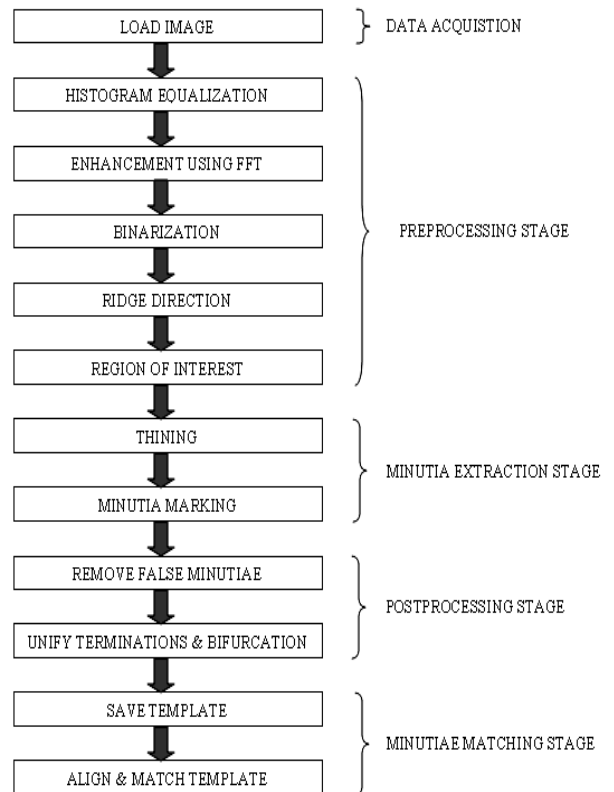 LOAD IMAGE
DATA ACQUISTION
HISTOGRAM EQUALIZATION
ENHANCEMENT USING FFT
BINARIZATION
PREPROCESSING STAGE
RIDGE DIRECTION
REGION OF INTEREST
THINING
MINUTIA EXTRACTION STAGE
MINUTIA MARKING
REMOVE FALSE MINUTIAE
POSTPROCESSING STAGE
UNIFY TERMINATIONS & BIFURCATION
SAVE TEMPLATE
MINUTIAE MATCHING STAGE
ALIGN & MATCH TEMPLATE